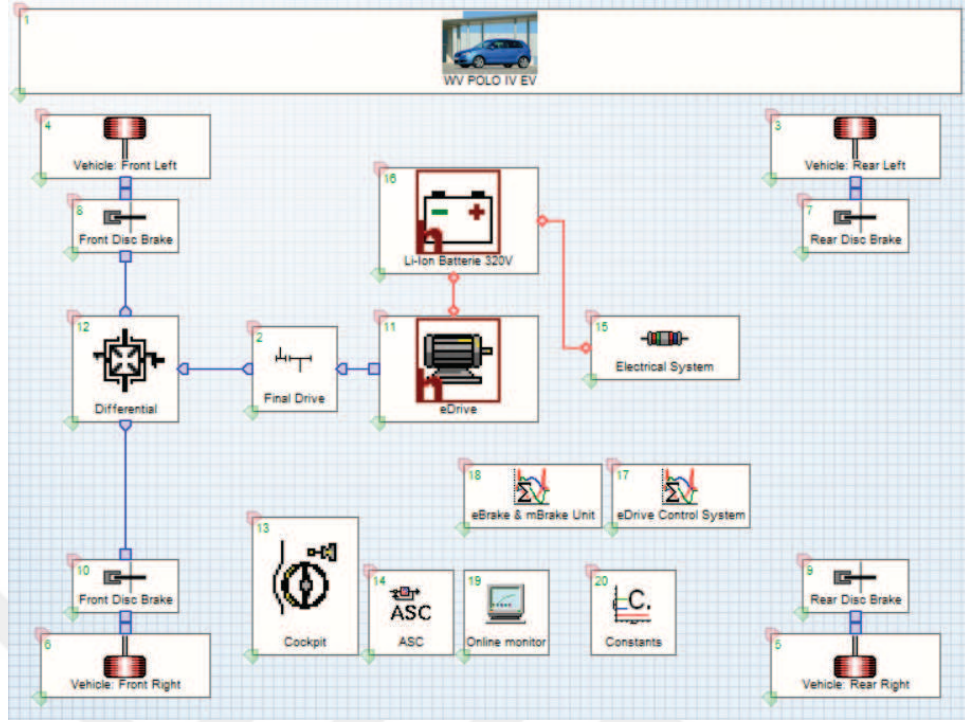 1
WV POLO IV EV
4
Vehicle: Front Left
3
Vehicle: Rear Left
16
Li-Ion Batterie 320V
8
Front Disc Brake
7
Rear Disc Brake
12
Differential
2
Final Drive
11
eDrive
15
Electrical System
18
eBrake & mBrake Unit
17
eDrive Control System
13
Cockpit
14
ASC
ASC
19
Online monitor
20
C.
Constants
10
Front Disc Brake
9
Rear Disc Brake
6
Vehicle: Front Right
5
Vehicle: Rear Right